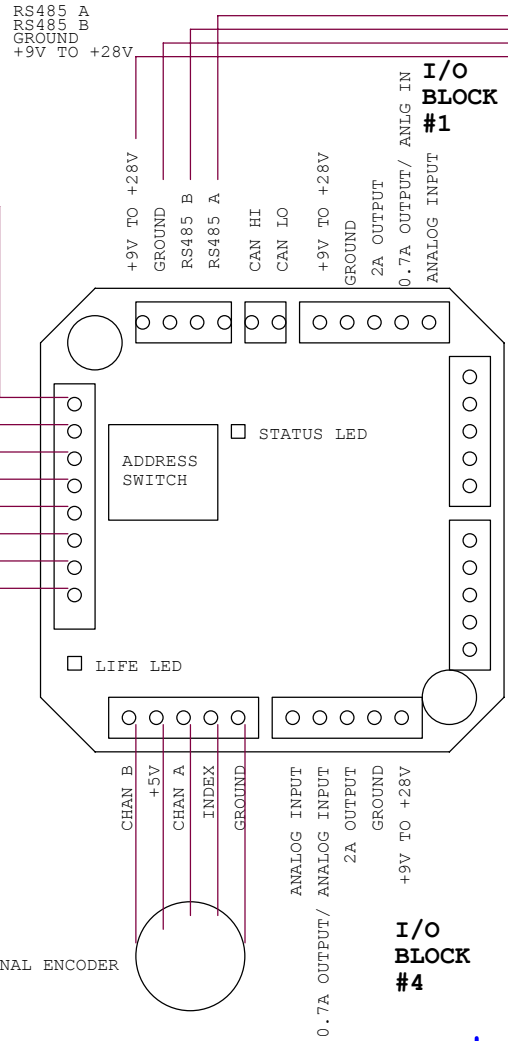 RS485 A
RS485 B
GROUND
+9V TO +28V
I/O
BLOCK
#1
+9V TO +28V
GROUND
RS485 B
RS485 A
CAN HI
CAN LO
+9V TO +28V
GROUND
2A OUTPUT
0.7A OUTPUT/ ANLG IN
ANALOG INPUT
STATUS LED
ADDRESS
SWITCH
LIFE LED
CHAN B
+5V
CHAN A
INDEX
GROUND
ANALOG INPUT
0.7A OUTPUT/ ANALOG INPUT
2A OUTPUT
GROUND
+9V TO +28V
NAL ENCODER
I/O
BLOCK
#4